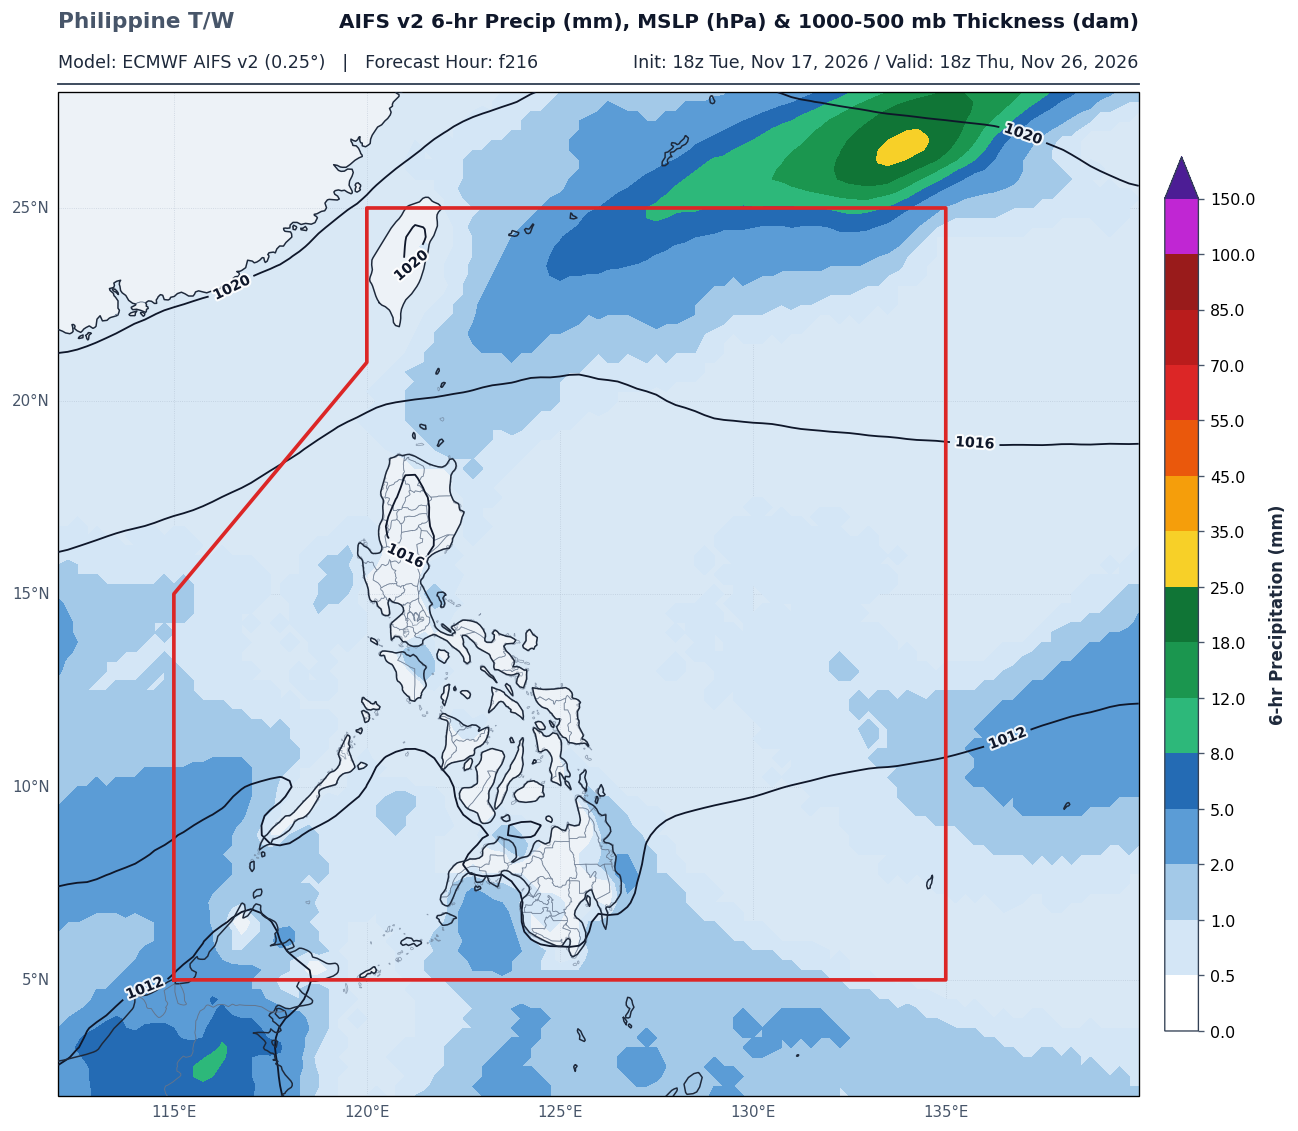 Philippine T/W
AIFS v2 6-hr Precip (mm), MSLP (hPa) & 1000-500 mb Thickness (dam)
Model: ECMWF AIFS v2 (0.25°) | Forecast Hour: f216
Init: 18z Tue, Nov 17, 2026 / Valid: 18z Thu, Nov 26, 2026
1020
1020
1020
1016
1016
1012
1012
25°N
20°N
15°N
10°N
5°N
115°E
120°E
125°E
130°E
135°E
150.0
100.0
85.0
70.0
55.0
45.0
35.0
25.0
18.0
12.0
8.0
5.0
2.0
1.0
0.5
0.0
6-hr Precipitation (mm)